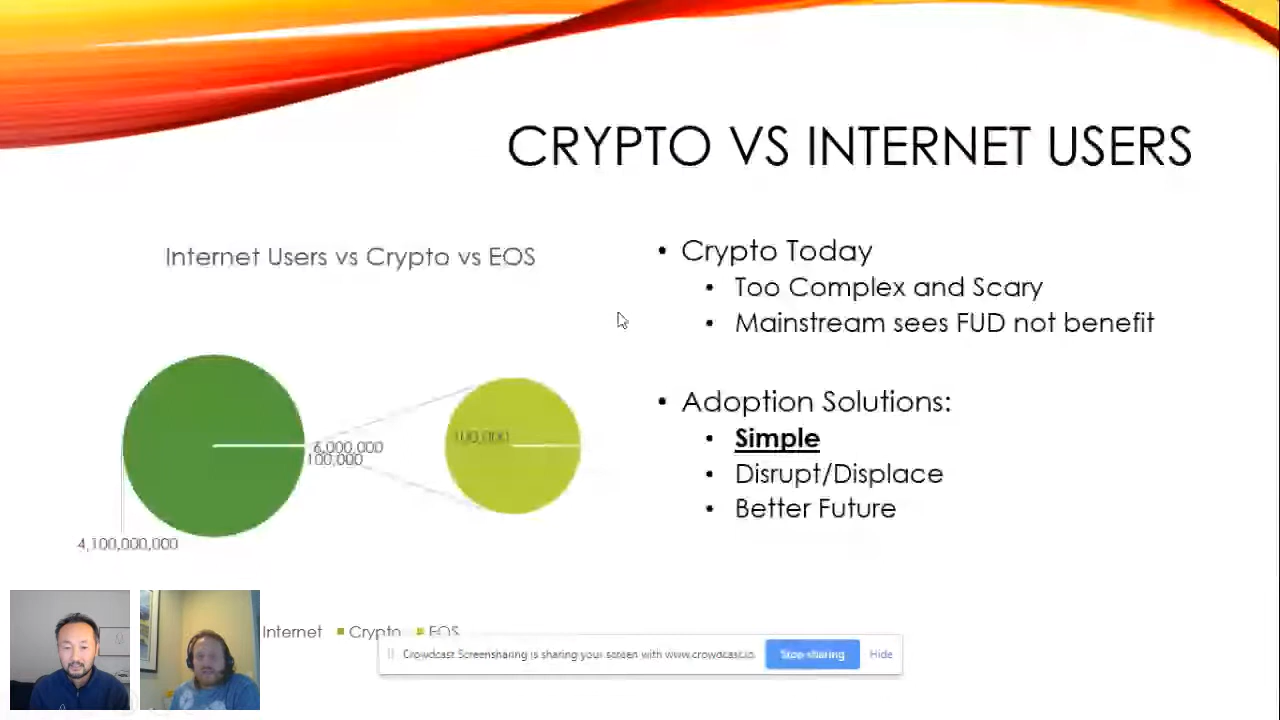 CRYPTO VS INTERNET USERS
Internet Users vs Crypto vs EOS
6,000,000
100,000
100,000
4,100,000,000
Internet Crypto EOS
• Crypto Today
• Too Complex and Scary
• Mainstream sees FUD not benefit
• Adoption Solutions:
• Simple
• Disrupt/Displace
• Better Future
Crowdcast Screensharing is sharing your screen with www.crowdcast.io. Stop sharing Hide